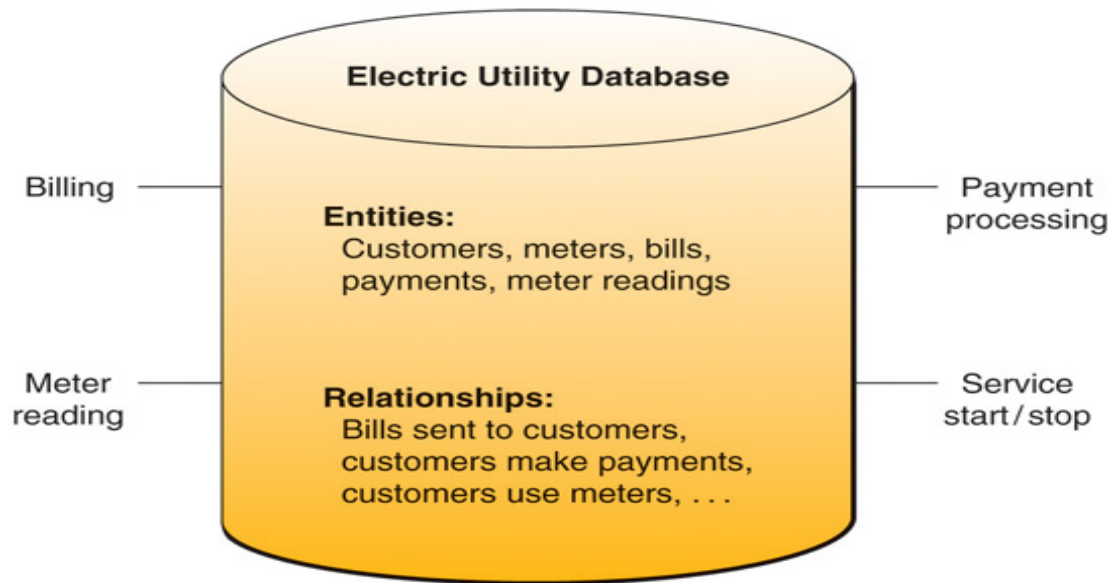 Electric Utility Database
Billing
Payment
processing
Entities:
Customers, meters, bills,
payments, meter readings
Meter
reading
Service
start/stop
Relationships:
Bills sent to customers,
customers make payments,
customers use meters, . . .